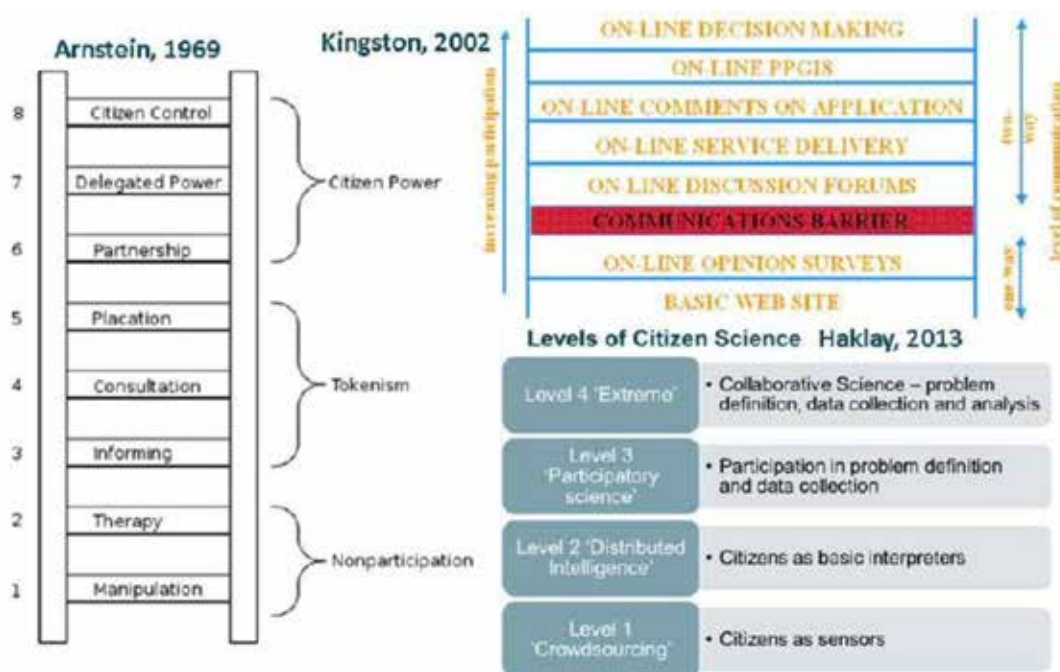 Arnstein, 1969
8
Citizen Control
7
Delegated Power
6
Partnership
Citizen Power
5
Placation
4
Consultation
3
Informing
Tokenism
2
Therapy
1
Manipulation
Nonparticipation
Kingston, 2002
increasing participation
ON-LINE DECISION MAKING
ON-LINE PPGIS
ON-LINE COMMENTS ON APPLICATION
ON-LINE SERVICE DELIVERY
ON-LINE DISCUSSION FORUMS
COMMUNICATIONS BARRIER
ON-LINE OPINION SURVEYS
BASIC WEB SITE
two-
way
one-way
level of communication
Levels of Citizen Science Haklay, 2013
Level 4 'Extreme'
• Collaborative Science – problem
definition, data collection and analysis
Level 3
'Participatory
science'
• Participation in problem definition
and data collection
Level 2 'Distributed
Intelligence'
• Citizens as basic interpreters
Level 1
'Crowdsourcing'
• Citizens as sensors